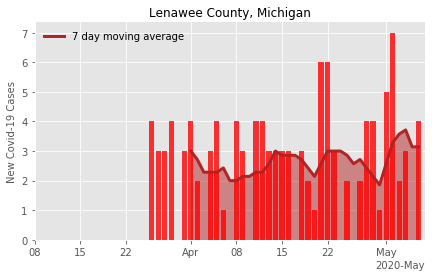 Lenawee County, Michigan
7 day moving average
New Covid-19 Cases
7
6
5
4
3
2
1
0
08 15 22 Apr 08 15 22 May
2020-May